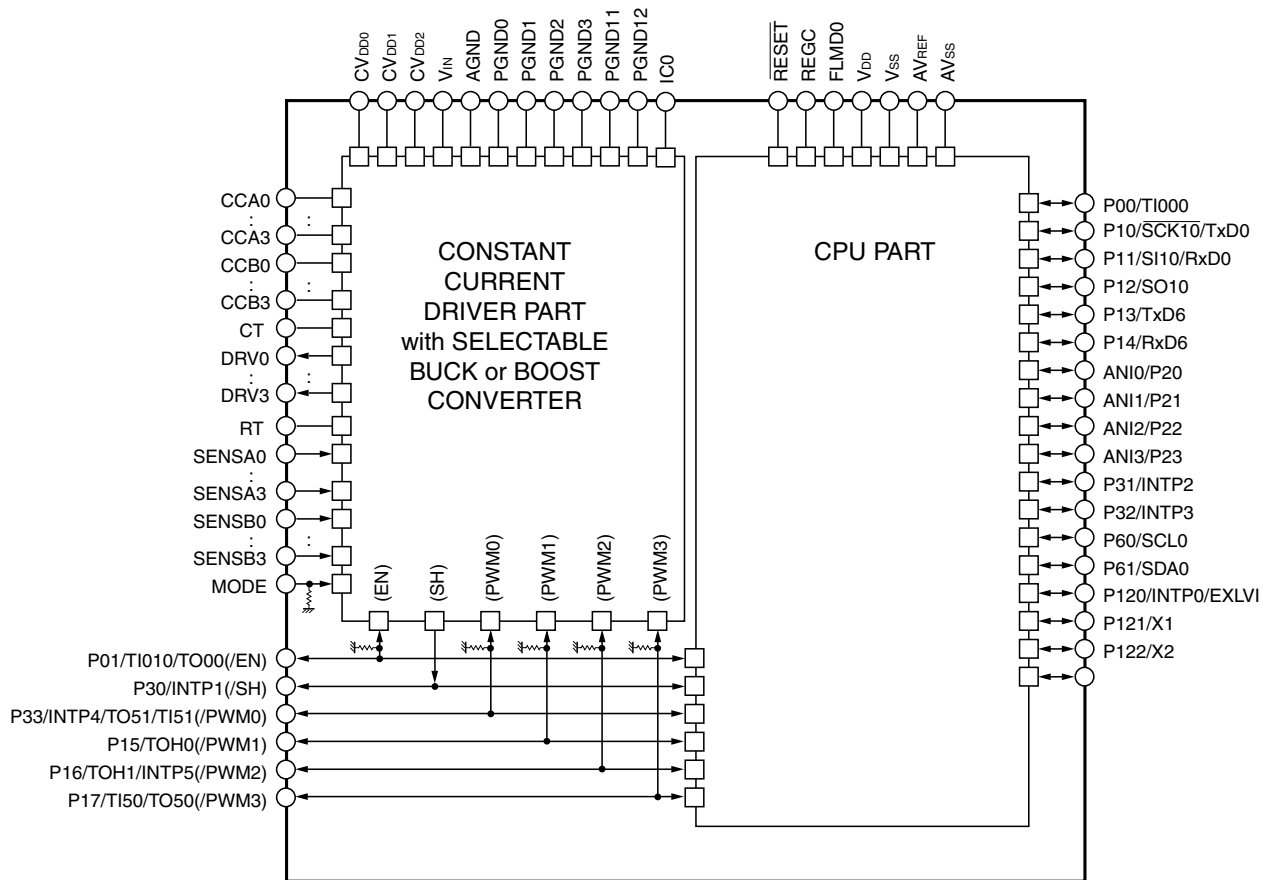 CVDD0
CVDD1
CVDD2
VIN
AGND
PGND0
PGND1
PGND2
PGND3
PGND11
PGND12
IC0
RESET
REGC
FLMD0
VDD
VSS
AVREF
AVSS
CCA0
CCA3
CCB0
CCB3
CT
DRV0
DRV3
RT
SENSA0
SENSA3
SENSB0
SENSB3
MODE
CONSTANT
CURRENT
DRIVER PART
with SELECTABLE
BUCK or BOOST
CONVERTER
(EN)
(SH)
(PWM0)
(PWM1)
(PWM2)
(PWM3)
P01/TI010/TO00(/EN)
P30/INTP1(/SH)
P33/INTP4/TO51/TI51(/PWM0)
P15/TOH0(/PWM1)
P16/TOH1/INTP5(/PWM2)
P17/TI50/TO50(/PWM3)
CPU PART
P00/TI000
P10/SCK10/TxD0
P11/SI10/RxD0
P12/SO10
P13/TxD6
P14/RxD6
ANI0/P20
ANI1/P21
ANI2/P22
ANI3/P23
P31/INTP2
P32/INTP3
P60/SCL0
P61/SDA0
P120/INTP0/EXLVI
P121/X1
P122/X2